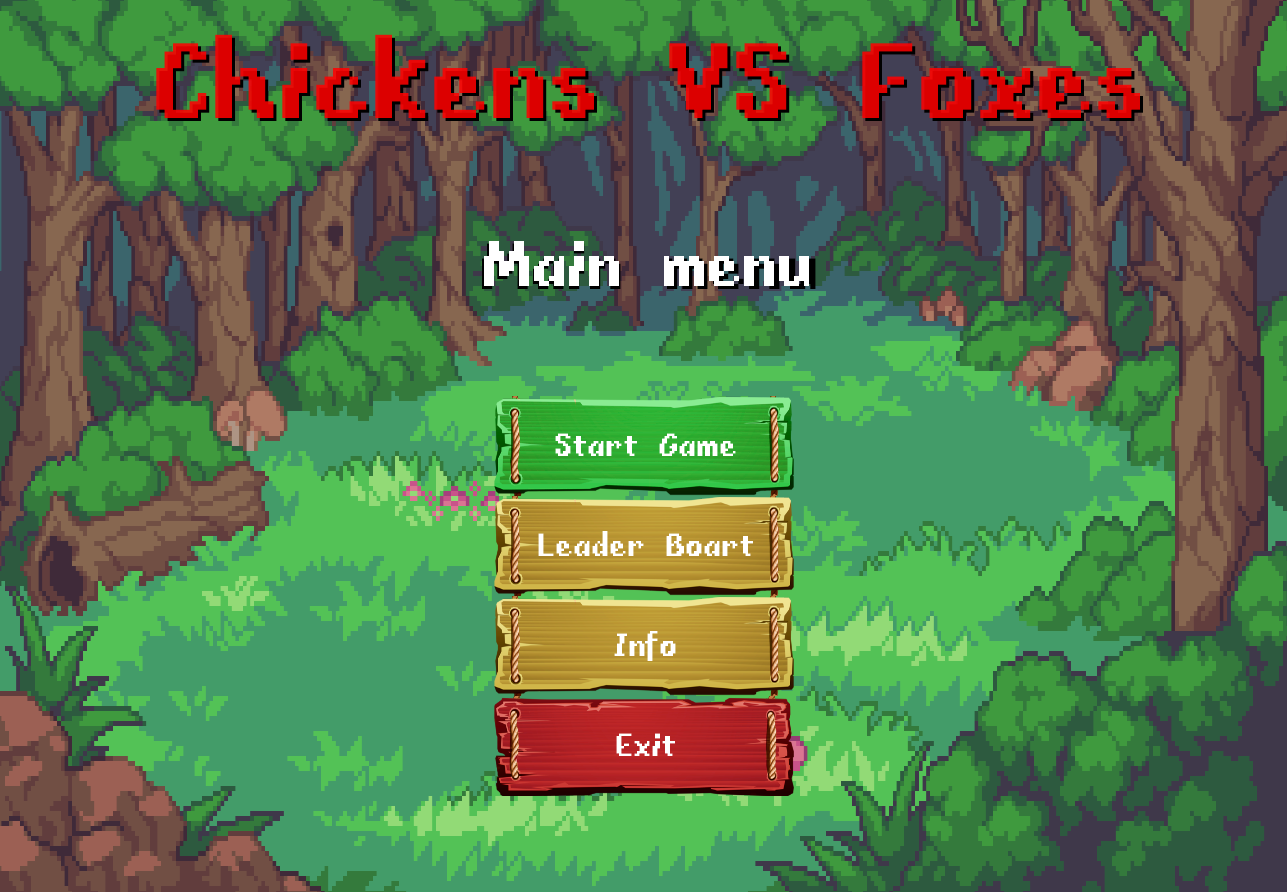 Chickens VS Foxes
Main menu
Start Game
Leader Boart
Info
Exit